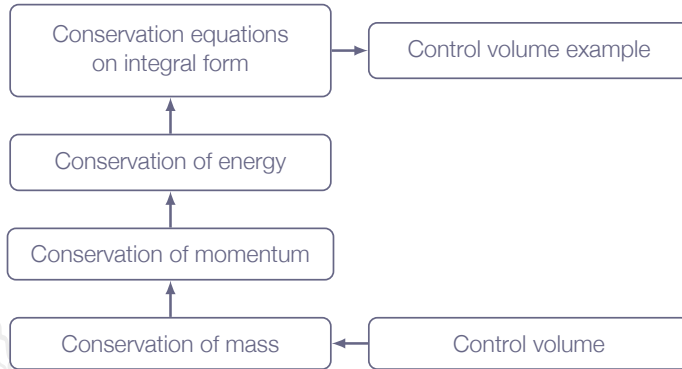 Conservation equations
on integral form
Control volume example
Conservation of energy
Conservation of momentum
Conservation of mass
Control volume